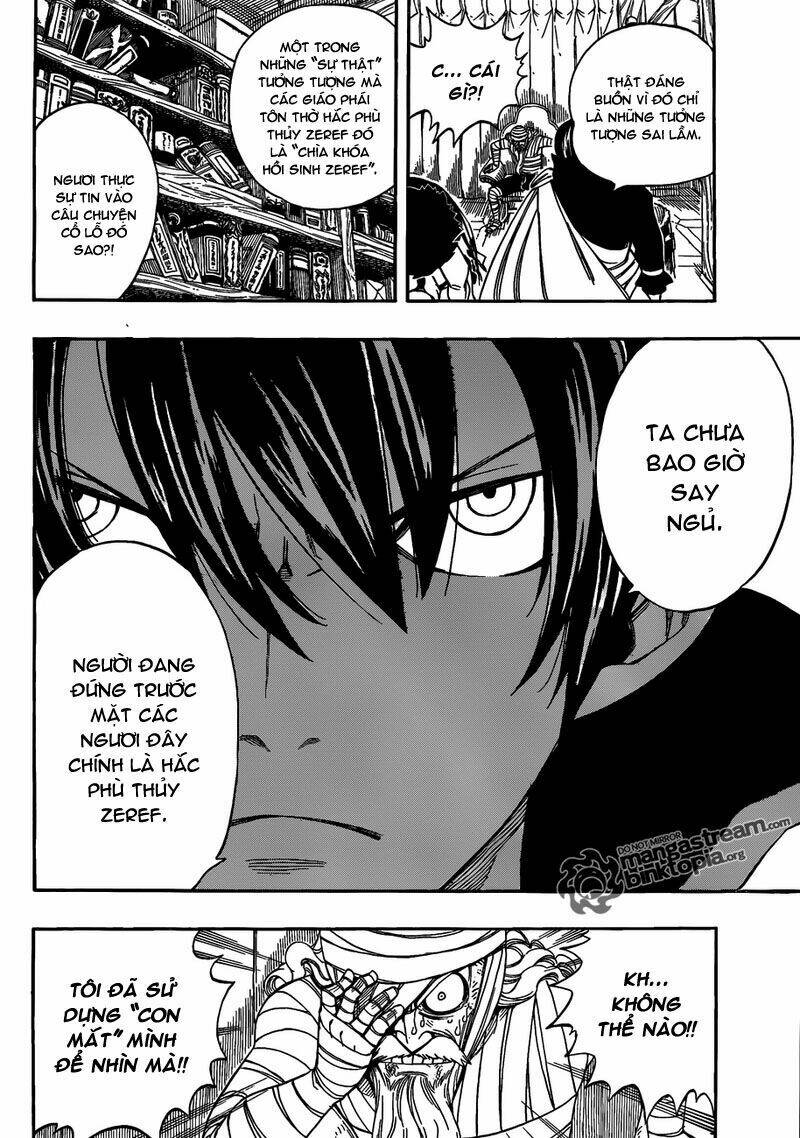 THẬT ĐÁNG
BUỒN VÌ ĐÓ CHỈ
LÀ NHỮNG TƯỞNG
TƯỢNG SAI LẦM.
C... CÁI
GÌ?!
MỘT TRONG
NHỮNG “SỰ THẬT”
TƯỞNG TƯỢNG MÀ
CÁC GIÁO PHÁI
TÔN THỜ HẮC PHÙ
THỦY ZEREF ĐÓ
LÀ “CHÌA KHÓA
HỒI SINH ZEREF”.
NGƯƠI THỰC
SỰ TIN VÀO
CÂU CHUYỆN
CỔ LỖ ĐÓ
SAO?!
TA CHƯA
BAO GIỜ
SAY
NGỦ.
NGƯỜI ĐANG
ĐỨNG TRƯỚC
MẶT CÁC
NGƯƠI ĐÂY
CHÍNH LÀ HẮC
PHÙ THỦY
ZEREF.
DO NOT MIRROR
mangastream.com
binktopia.org
KH...
KHÔNG
THỂ NÀO!!
TÔI ĐÃ SỬ
DỤNG “CON
MẮT” MÌNH
ĐỂ NHÌN MÀ!!